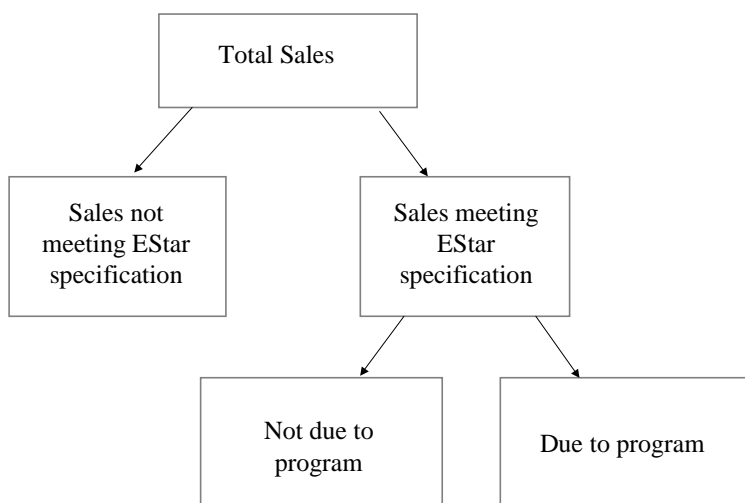 Total Sales
Sales not
meeting EStar
specification
Sales meeting
EStar
specification
Not due to
program
Due to program